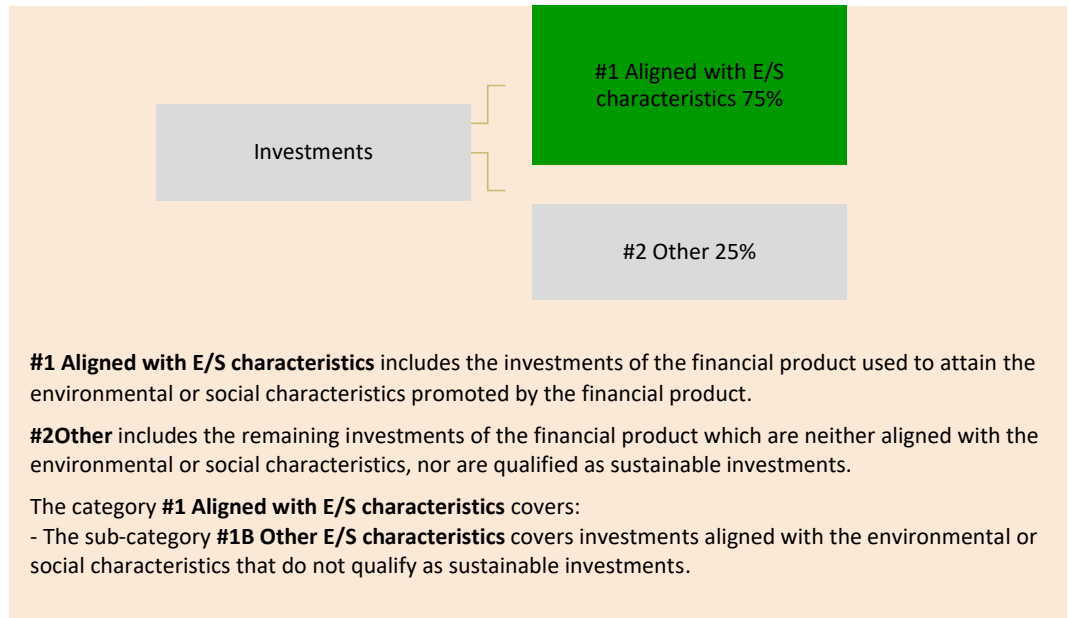 #1 Aligned with E/S
characteristics 75%
Investments
#2 Other 25%
#1 Aligned with E/S characteristics includes the investments of the financial product used to attain the
environmental or social characteristics promoted by the financial product.
#2Other includes the remaining investments of the financial product which are neither aligned with the
environmental or social characteristics, nor are qualified as sustainable investments.
The category #1 Aligned with E/S characteristics covers:
- The sub-category #1B Other E/S characteristics covers investments aligned with the environmental or
social characteristics that do not qualify as sustainable investments.